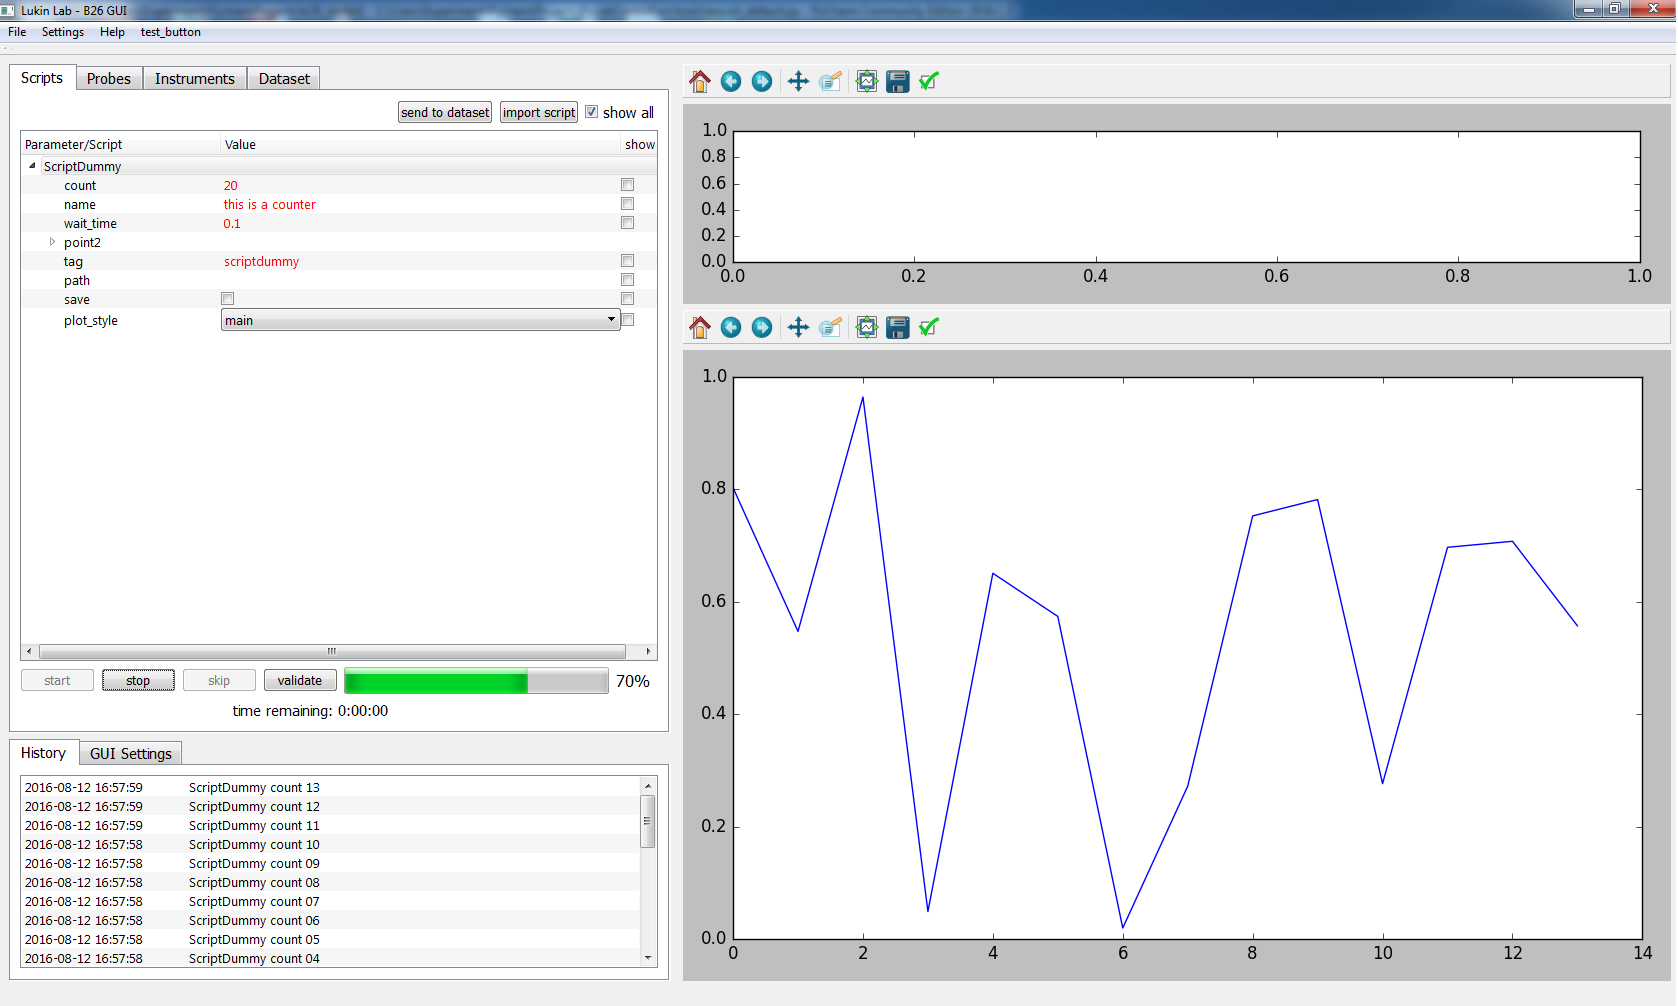 Lukin Lab - B26 GUI
File Settings Help test_button
Scripts Probes Instruments Dataset
send to dataset import script show all
Parameter/Script Value show
ScriptDummy
count 20
name this is a counter
wait_time 0.1
point2
tag scriptdummy
path
save
plot_style main
start stop skip validate 70%
time remaining: 0:00:00
History GUI Settings
2016-08-12 16:57:59 ScriptDummy count 13
2016-08-12 16:57:59 ScriptDummy count 12
2016-08-12 16:57:59 ScriptDummy count 11
2016-08-12 16:57:58 ScriptDummy count 10
2016-08-12 16:57:58 ScriptDummy count 09
2016-08-12 16:57:58 ScriptDummy count 08
2016-08-12 16:57:58 ScriptDummy count 07
2016-08-12 16:57:58 ScriptDummy count 06
2016-08-12 16:57:58 ScriptDummy count 05
2016-08-12 16:57:58 ScriptDummy count 04
1.0
0.8
0.6
0.4
0.2
0.0
0.0 0.2 0.4 0.6 0.8 1.0
1.0
0.8
0.6
0.4
0.2
0.0
0 2 4 6 8 10 12 14